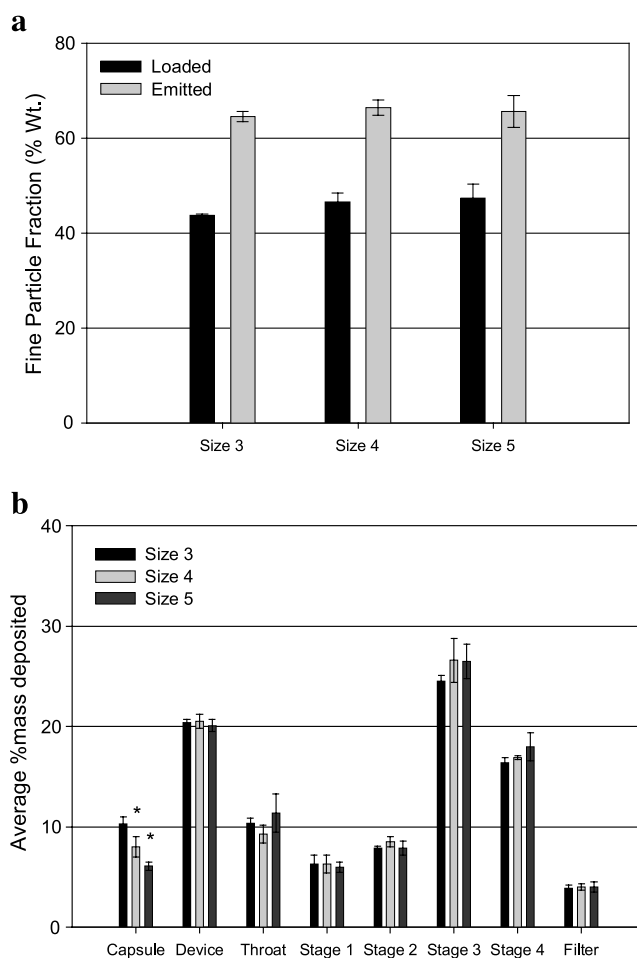 a
80
Loaded
Emitted
60
40
20
0
Fine Particle Fraction (% Wt.)
Size 3 Size 4 Size 5
b
40
Size 3
Size 4
Size 5
30
20
10
0
Average %mass deposited
*
*
Capsule Device Throat Stage 1 Stage 2 Stage 3 Stage 4 Filter